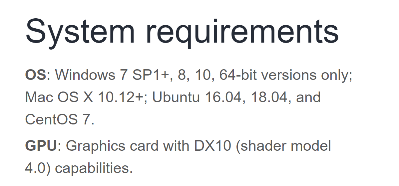 System requirements
OS: Windows 7 SP1+, 8, 10, 64-bit versions only;
Mac OS X 10.12+; Ubuntu 16.04, 18.04, and
CentOS 7.
GPU: Graphics card with DX10 (shader model
4.0) capabilities.